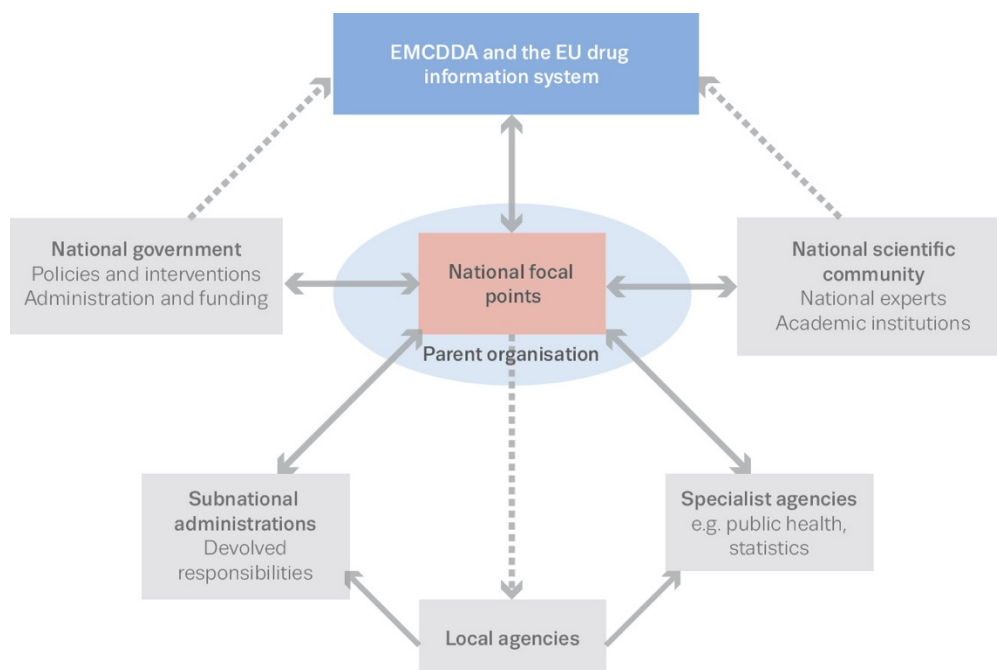 EMCDDA and the EU drug
information system
National government
Policies and interventions
Administration and funding
National focal
points
Parent organisation
National scientific
community
National experts
Academic institutions
Subnational
administrations
Devolved
responsibilities
Specialist agencies
e.g. public health,
statistics
Local agencies